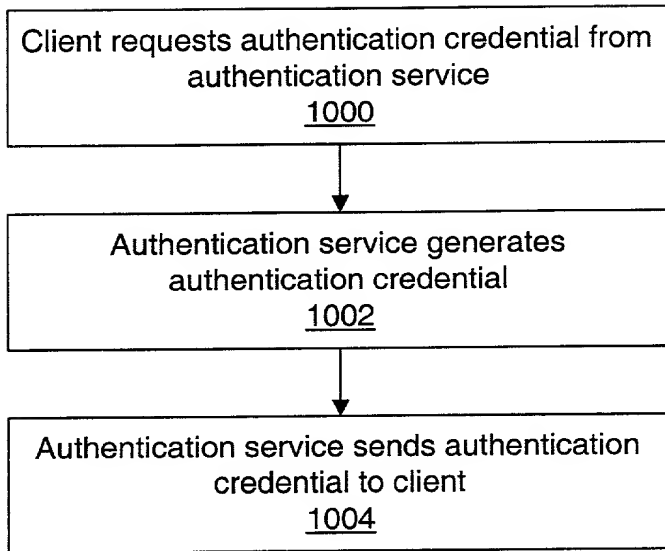 Client requests authentication credential from
authentication service
1000
Authentication service generates
authentication credential
1002
Authentication service sends authentication
credential to client
1004